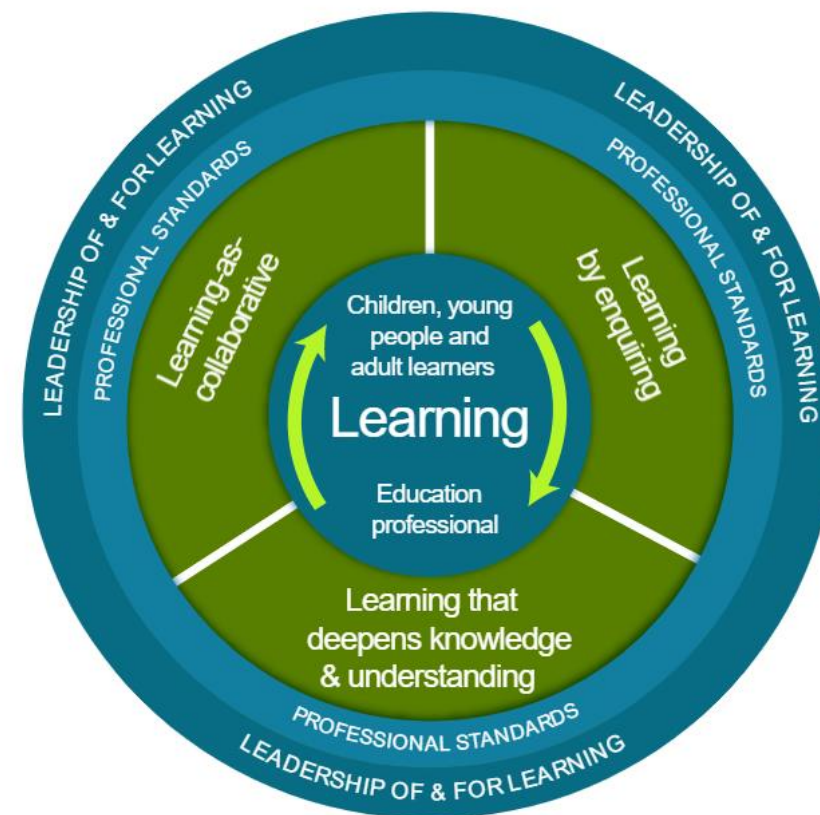 LEADERSHIP OF & FOR LEARNING
LEADERSHIP OF & FOR LEARNING
PROFESSIONAL STANDARDS
PROFESSIONAL STANDARDS
Learning-as-
collaborative
Learning
by enquiring
Children, young
people and
adult learners
Learning
Education
professional
Learning that
deepens knowledge
& understanding
PROFESSIONAL STANDARDS
LEADERSHIP OF & FOR LEARNING